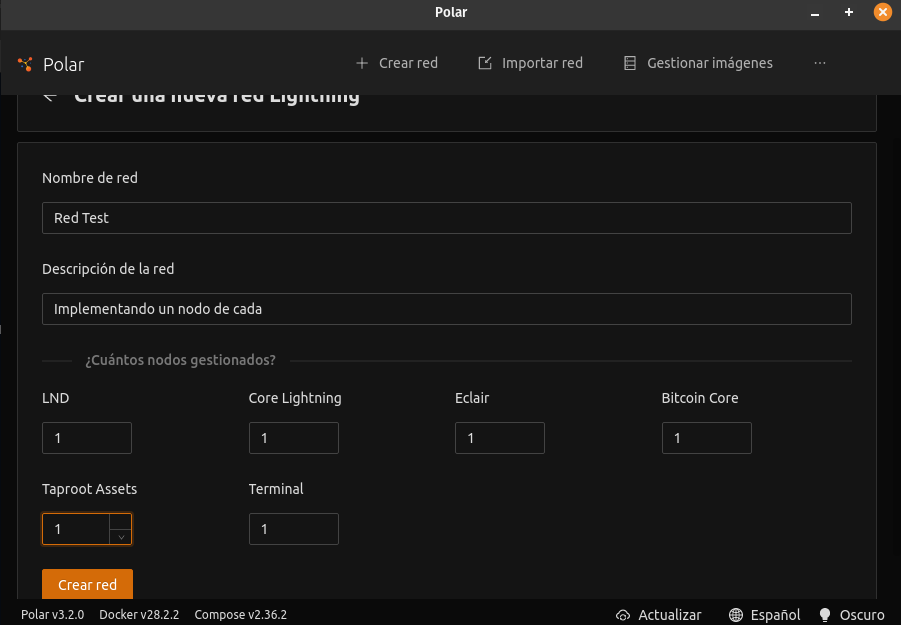 Polar
Polar
Crear red
Importar red
Gestionar imágenes
Crear una nueva red Lightning
Nombre de red
Red Test
Descripción de la red
Implementando un nodo de cada
¿Cuántos nodos gestionados?
LND
Core Lightning
Eclair
Bitcoin Core
1
1
1
1
Taproot Assets
Terminal
1
1
Crear red
Polar v3.2.0 Docker v28.2.2 Compose v2.36.2 Actualizar Español Oscuro